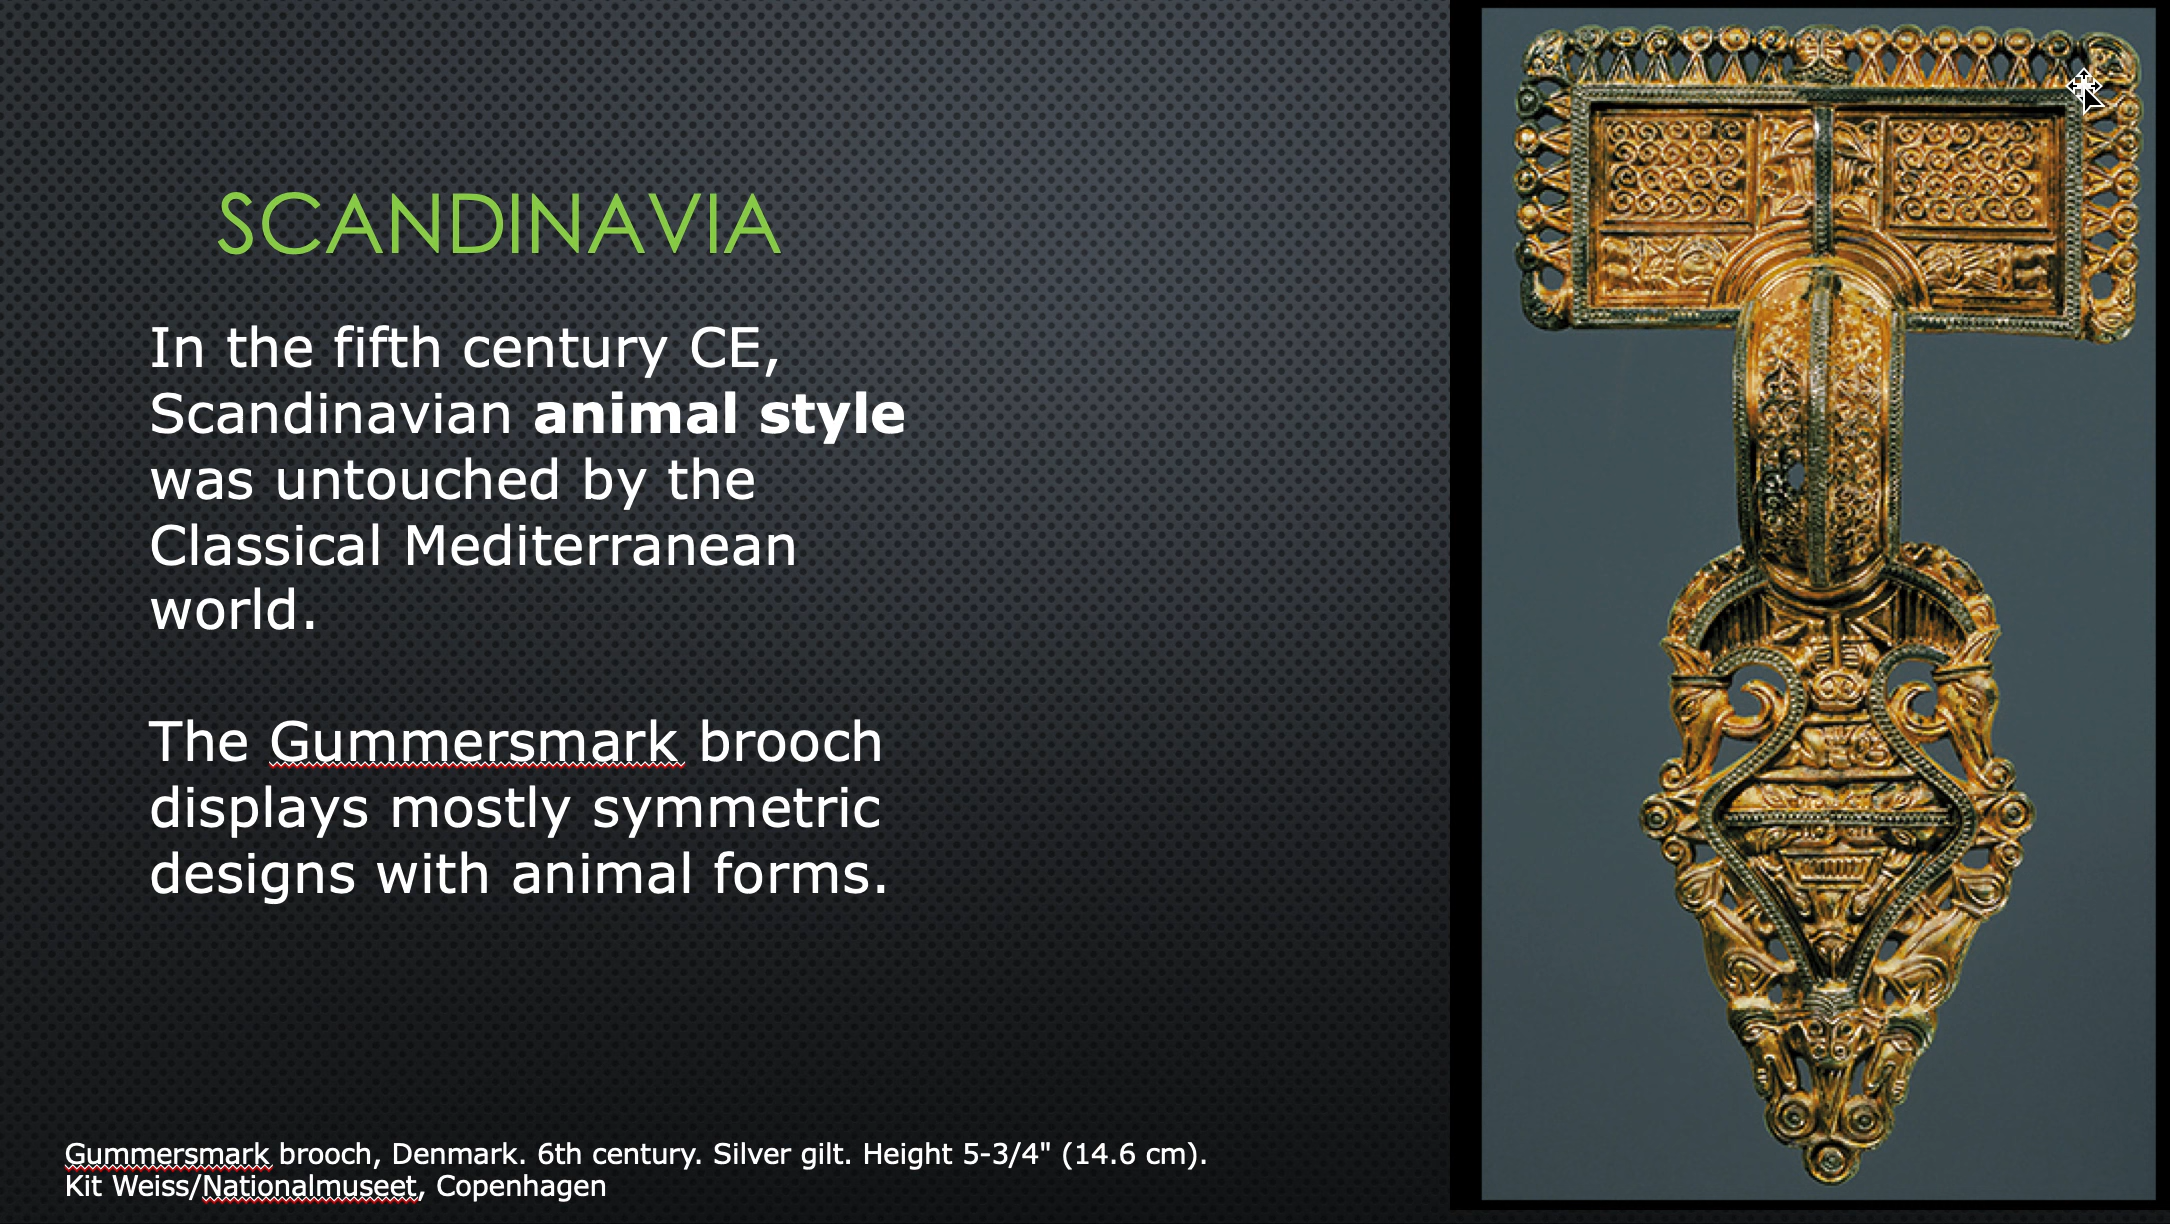 SCANDINAVIA
In the fifth century CE,
Scandinavian animal style
was untouched by the
Classical Mediterranean
world.
The Gummersmark brooch
displays mostly symmetric
designs with animal forms.
Gummersmark brooch, Denmark. 6th century. Silver gilt. Height 5-3/4" (14.6 cm).
Kit Weiss/Nationalmuseet, Copenhagen